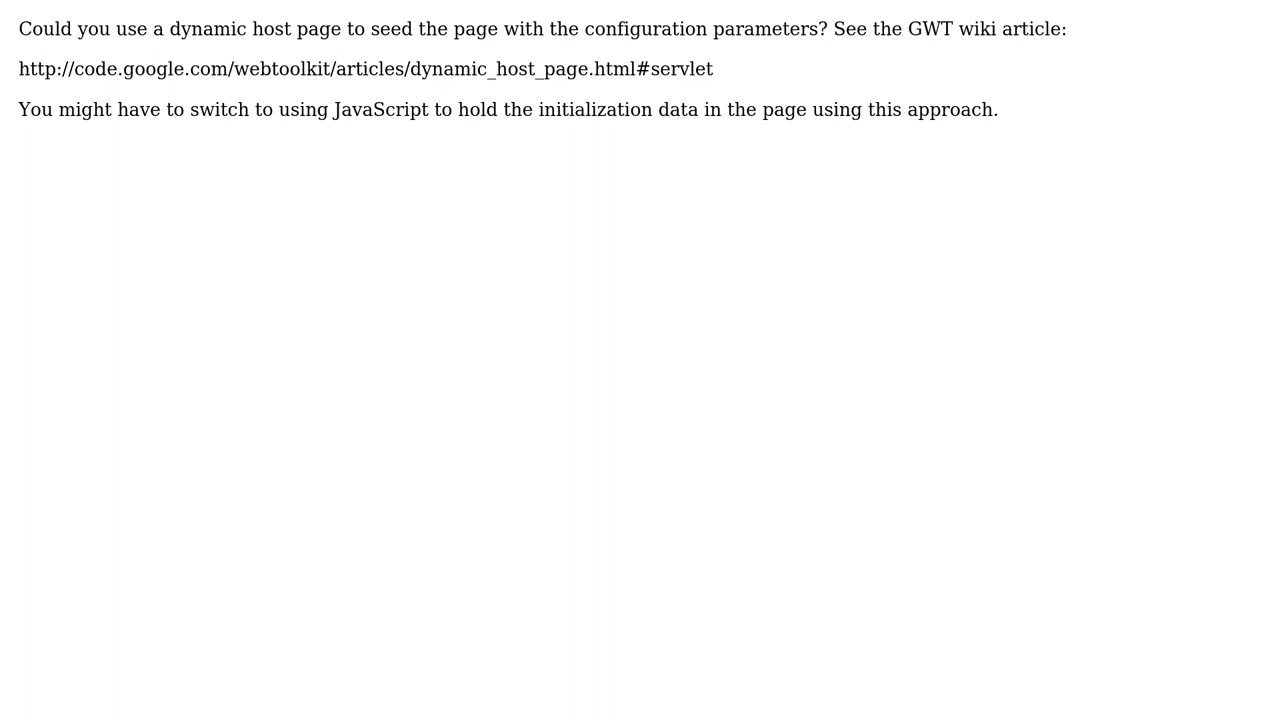 Could you use a dynamic host page to seed the page with the configuration parameters? See the GWT wiki article:
http://code.google.com/webtoolkit/articles/dynamic_host_page.html#servlet
You might have to switch to using JavaScript to hold the initialization data in the page using this approach.